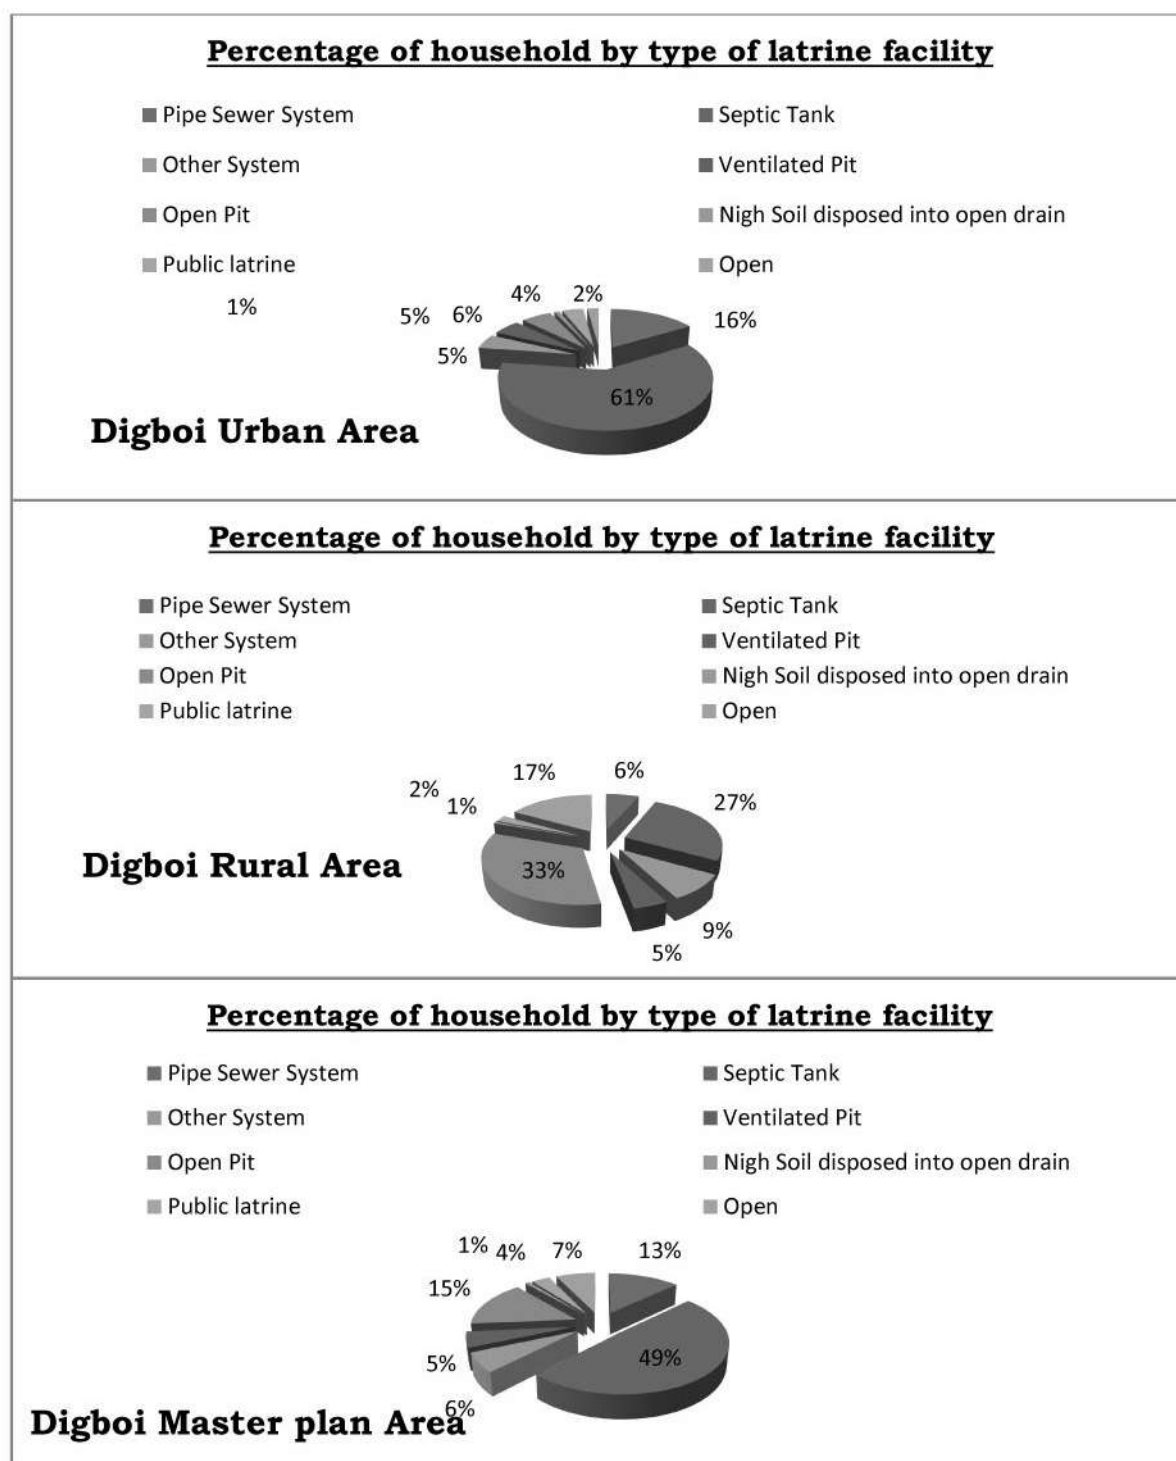 Percentage of household by type of latrine facility
Pipe Sewer System Septic Tank
Other System Ventilated Pit
Open Pit Nigh Soil disposed into open drain
Public latrine Open
1% 5% 6% 4% 2% 16%
5%
61%
Digboi Urban Area
Percentage of household by type of latrine facility
Pipe Sewer System Septic Tank
Other System Ventilated Pit
Open Pit Nigh Soil disposed into open drain
Public latrine Open
2% 17% 6%
1% 27%
Digboi Rural Area 33%
9%
5%
Percentage of household by type of latrine facility
Pipe Sewer System Septic Tank
Other System Ventilated Pit
Open Pit Nigh Soil disposed into open drain
Public latrine Open
1% 4% 7% 13%
15%
5% 49%
6%
Digboi Master plan Area